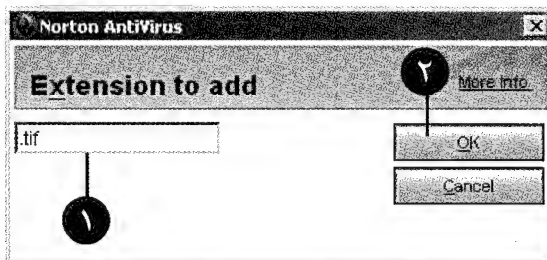 Norton AntiVirus
Extension to add
٢
More Info.
.tif
OK
Cancel
١